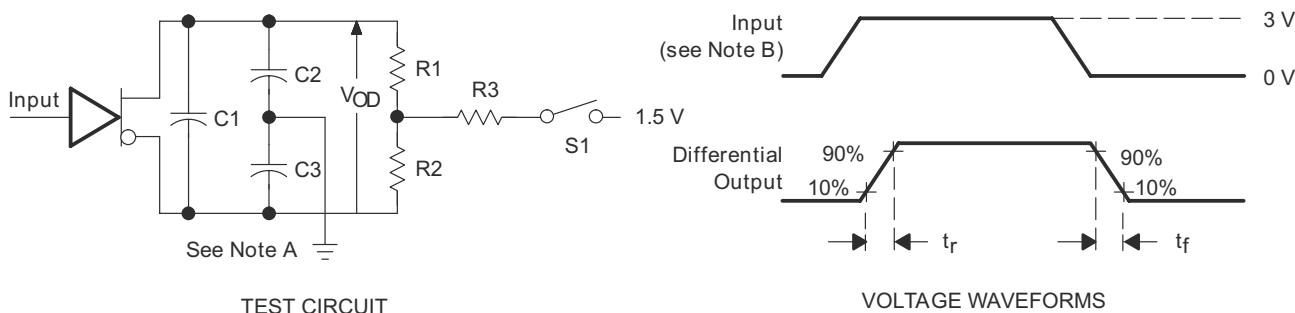 Input
C1
C2
C3
VOD
R1
R2
R3
S1
1.5 V
See Note A
TEST CIRCUIT
Input
(see Note B)
3 V
0 V
Differential
Output
90%
10%
90%
10%
tr
tf
VOLTAGE WAVEFORMS